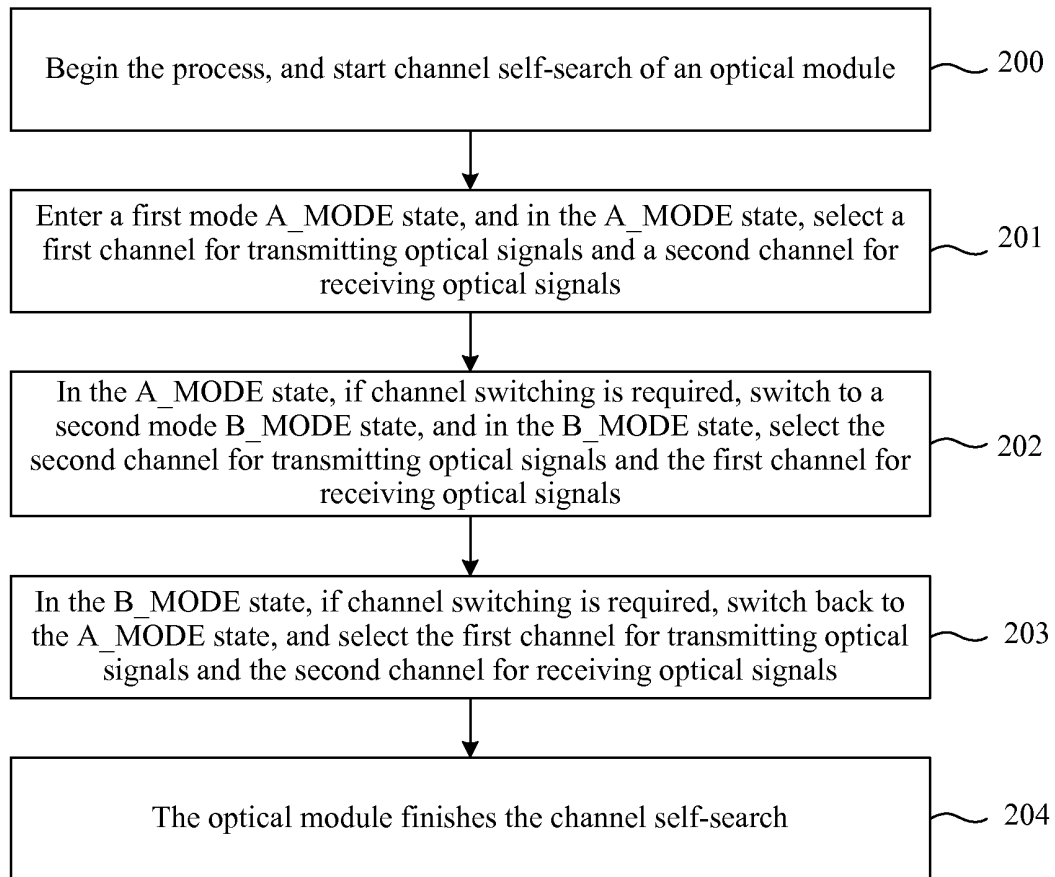 Begin the process, and start channel self-search of an optical module
200
Enter a first mode A_MODE state, and in the A_MODE state, select a
first channel for transmitting optical signals and a second channel for
receiving optical signals
201
In the A_MODE state, if channel switching is required, switch to a
second mode B_MODE state, and in the B_MODE state, select the
second channel for transmitting optical signals and the first channel for
receiving optical signals
202
In the B_MODE state, if channel switching is required, switch back to
the A_MODE state, and select the first channel for transmitting optical
signals and the second channel for receiving optical signals
203
The optical module finishes the channel self-search
204